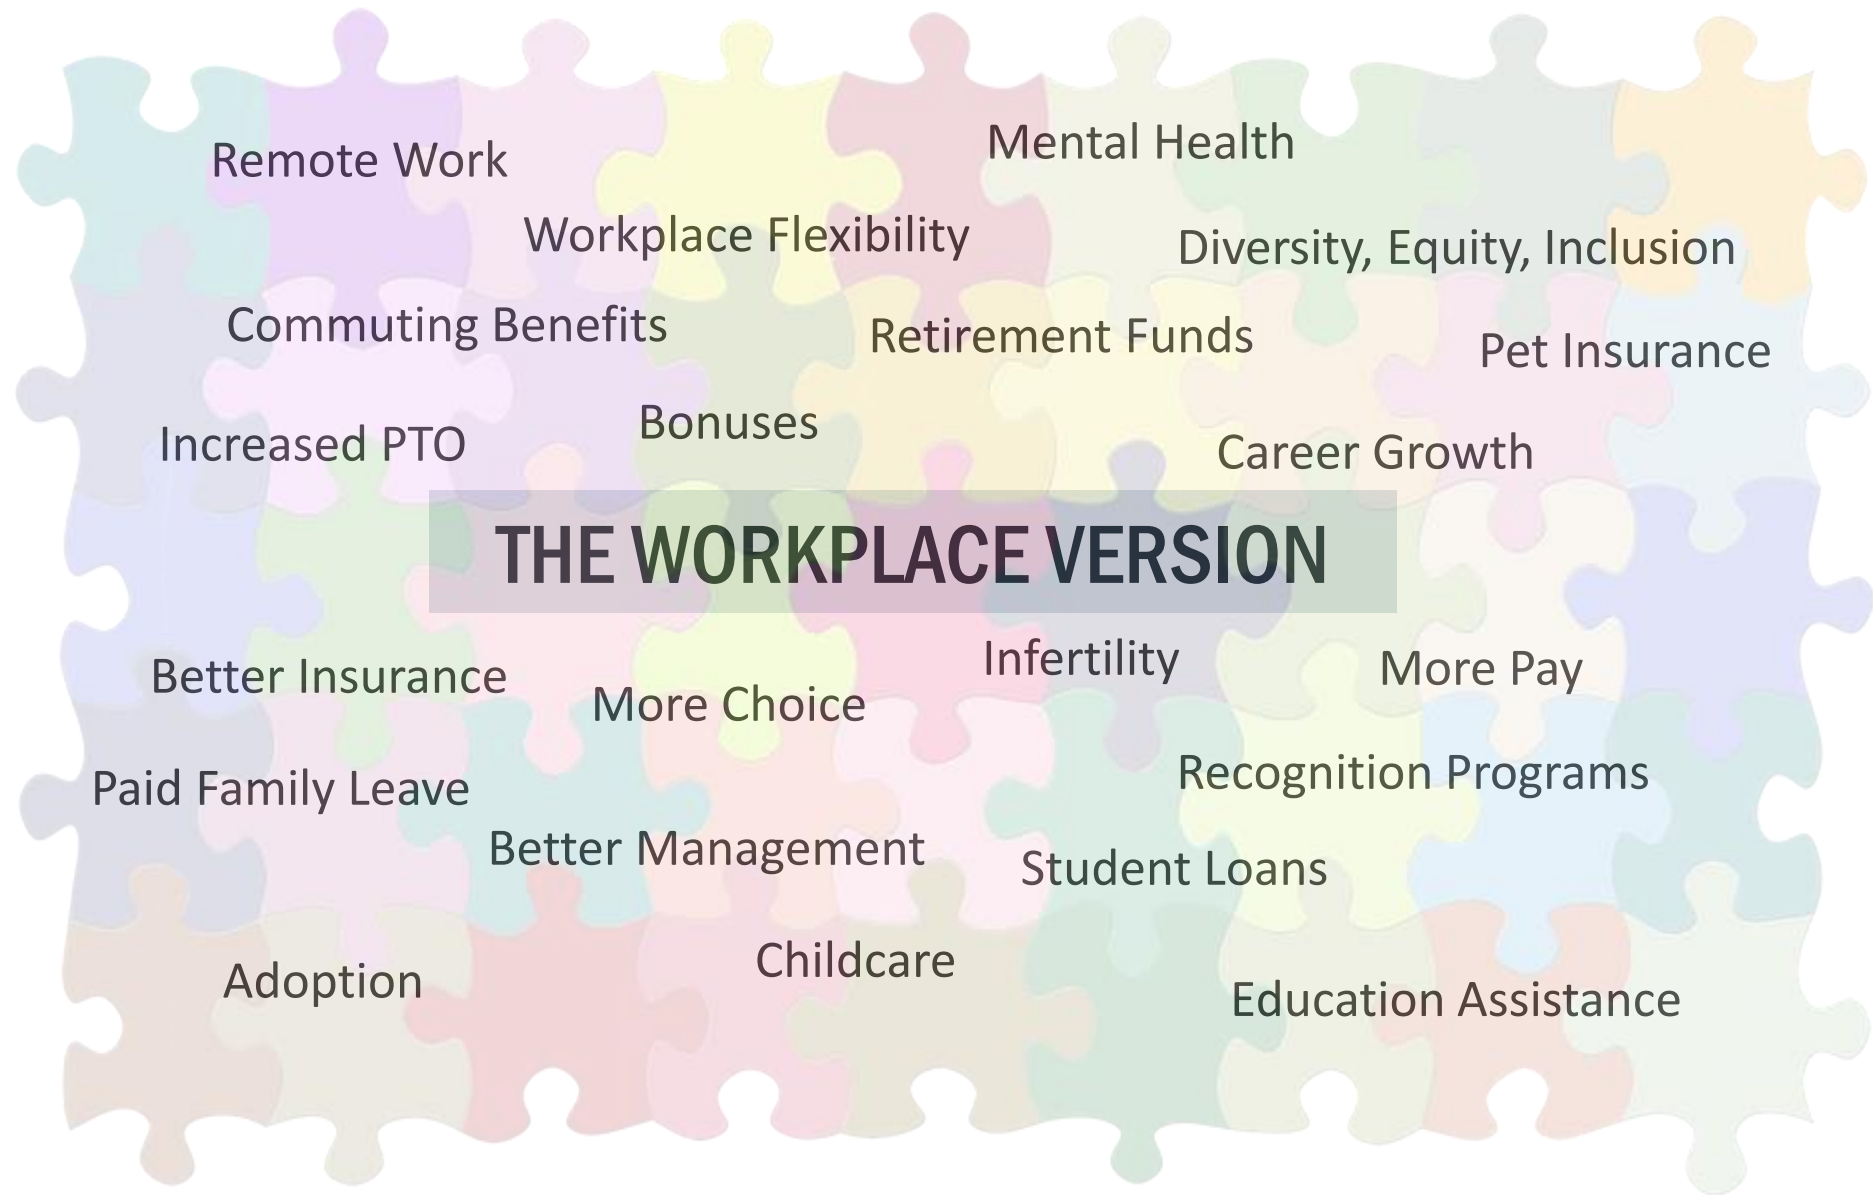 Mental Health
Remote Work
Workplace Flexibility
Diversity, Equity, Inclusion
Commuting Benefits
Retirement Funds
Pet Insurance
Bonuses
Increased PTO
Career Growth
THE WORKPLACE VERSION
Infertility
More Pay
Better Insurance
More Choice
Recognition Programs
Paid Family Leave
Better Management
Student Loans
Childcare
Adoption
Education Assistance